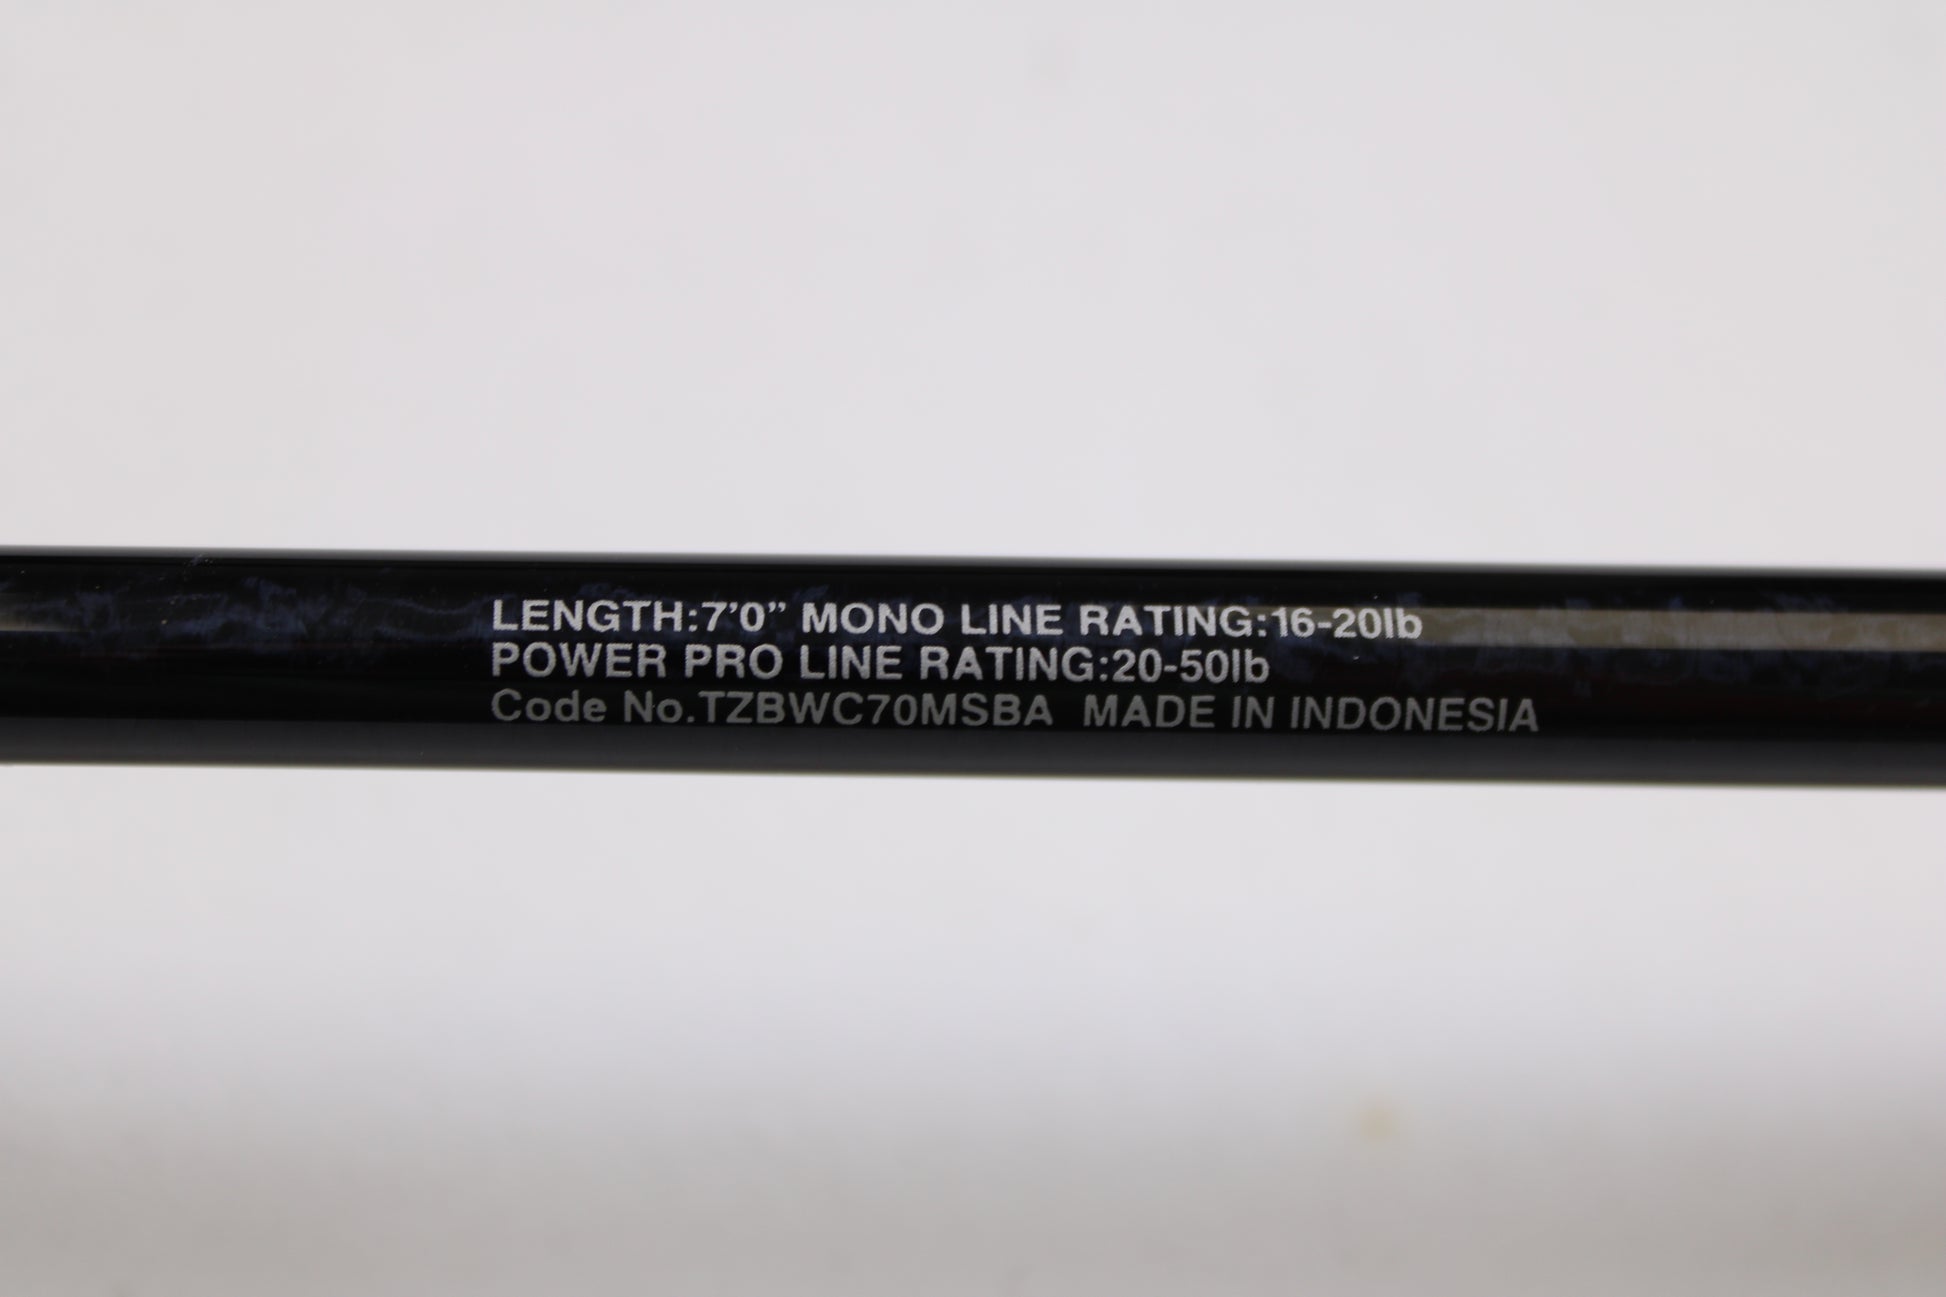 LENGTH:7'0” MONO LINE RATING:16-20lb
POWER PRO LINE RATING:20-50lb
Code No.TZBWC70MSBA MADE IN INDONESIA